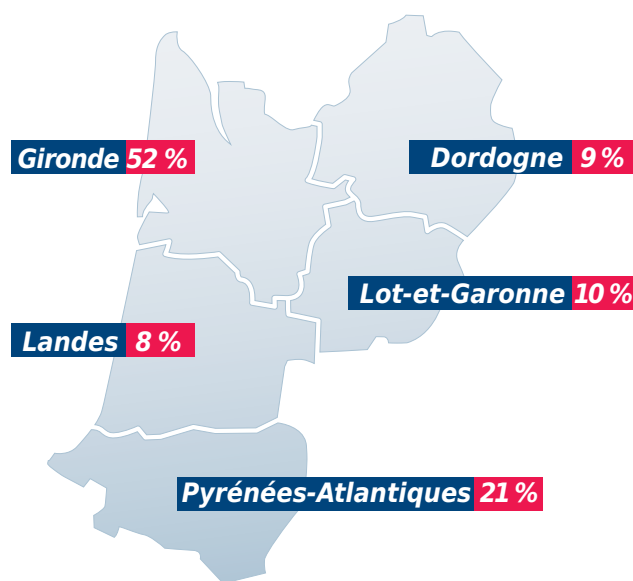 Gironde 52 %
Dordogne 9 %
Lot-et-Garonne 10 %
Landes 8 %
Pyrénées-Atlantiques 21 %